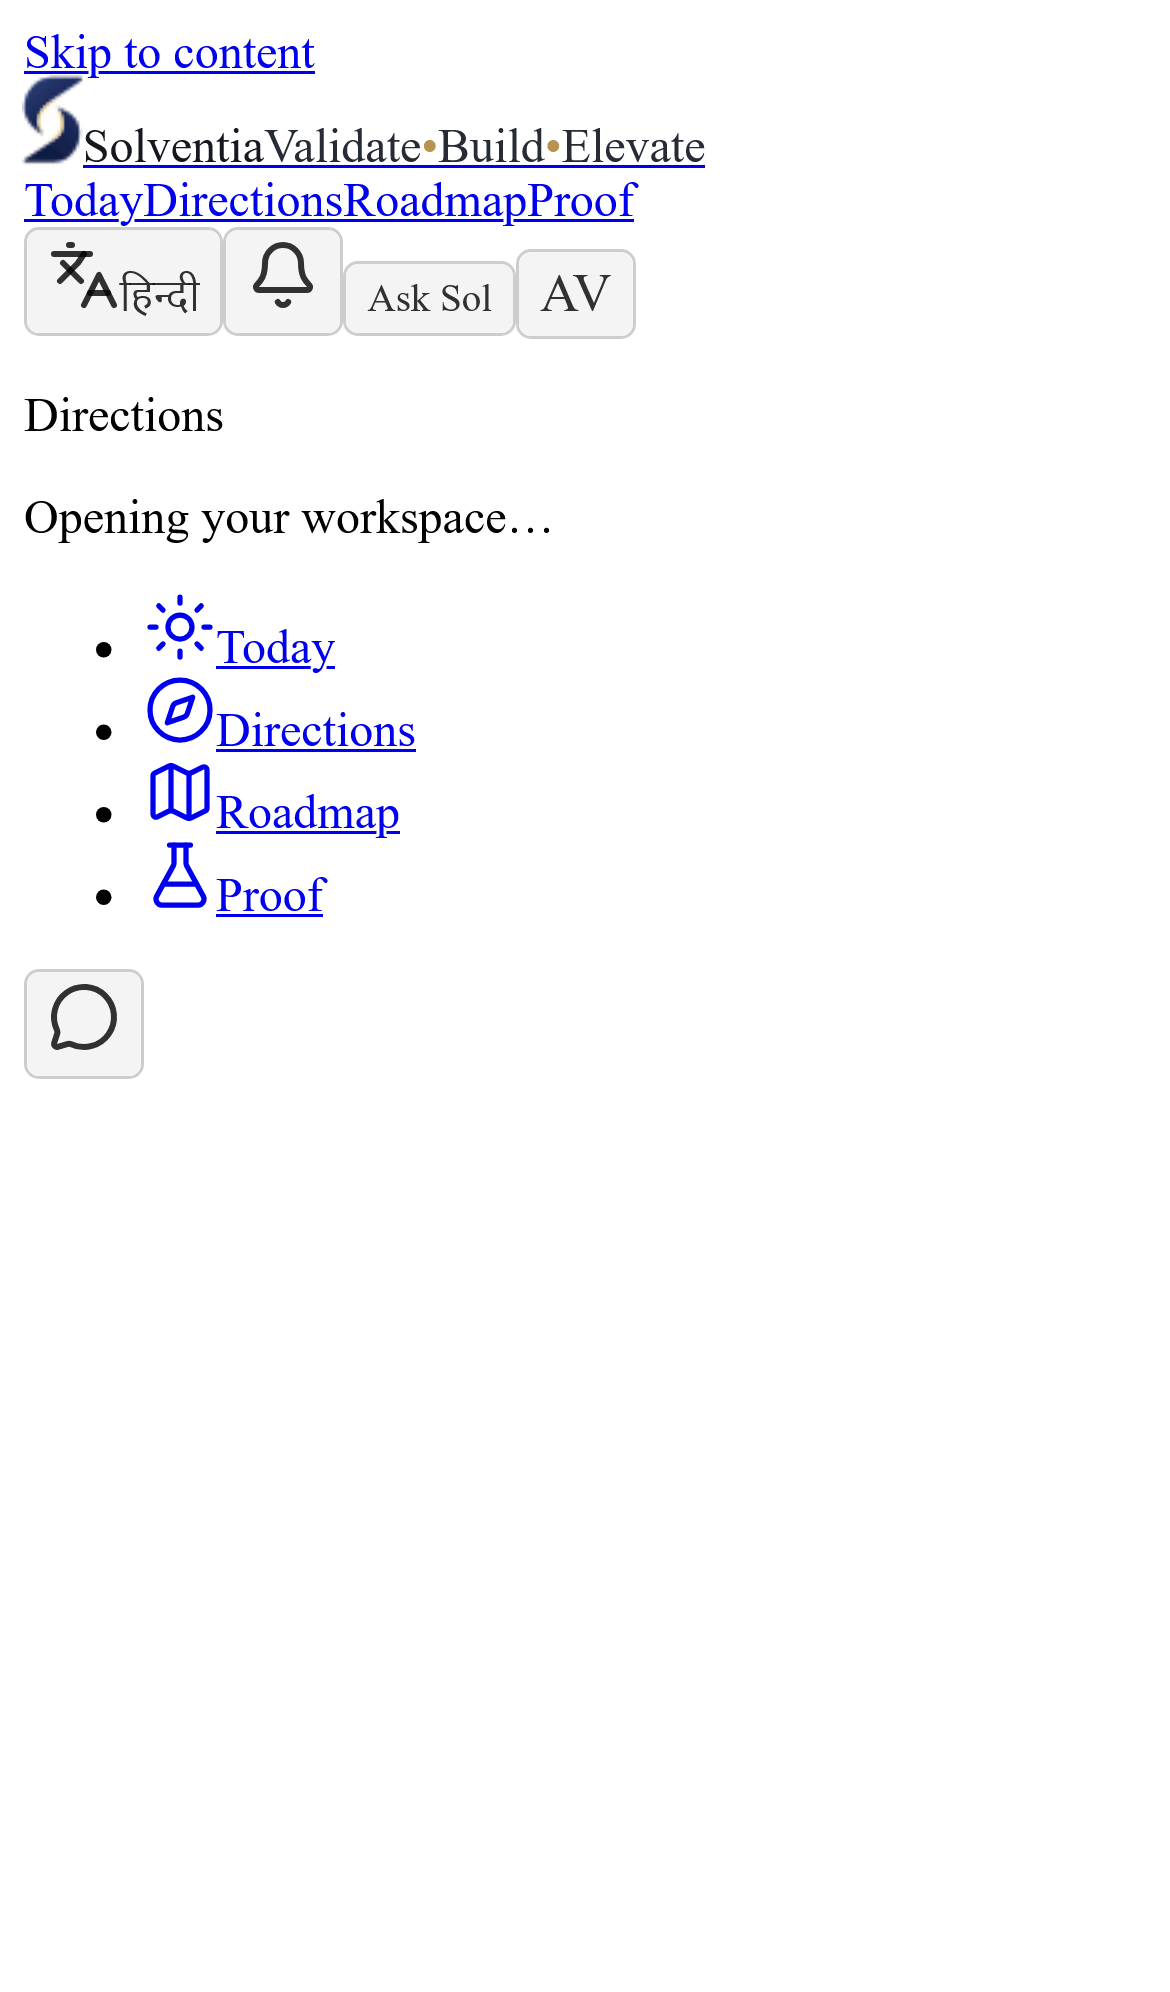 Skip to content
SolventiaValidate•Build•Elevate
TodayDirectionsRoadmapProof
हिन्दी Ask Sol AV
Directions
Opening your workspace…
Today
Directions
Roadmap
Proof